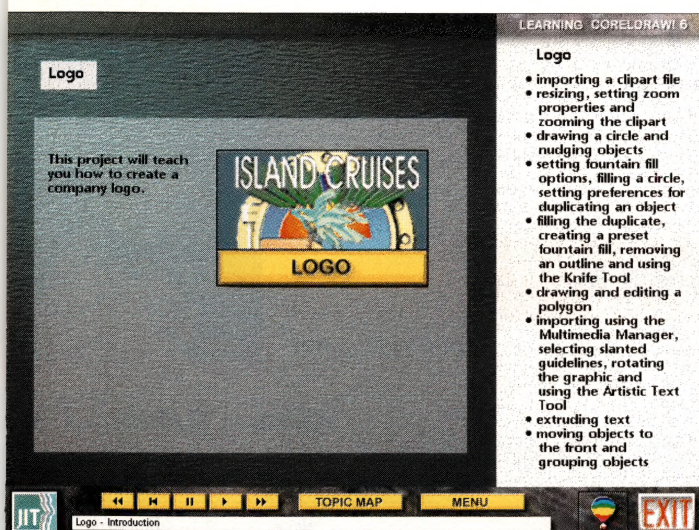 LEARNING CORELDRAW! 6
Logo
This project will teach
you how to create a
company logo.
ISLAND CRUISES
LOGO
Logo
• importing a clipart file
• resizing, setting zoom
properties and
zooming the clipart
• drawing a circle and
nudging objects
• setting fountain fill
options, filling a circle,
setting preferences for
duplicating an object
• filling the duplicate,
creating a preset
fountain fill, removing
an outline and using
the Knife Tool
• drawing and editing a
polygon
• importing using the
Multimedia Manager,
selecting slanted
guidelines, rotating
the graphic and
using the Artistic Text
Tool
• extruding text
• moving objects to
the front and
grouping objects
JIT
TOPIC MAP
MENU
EXIT
Logo - Introduction